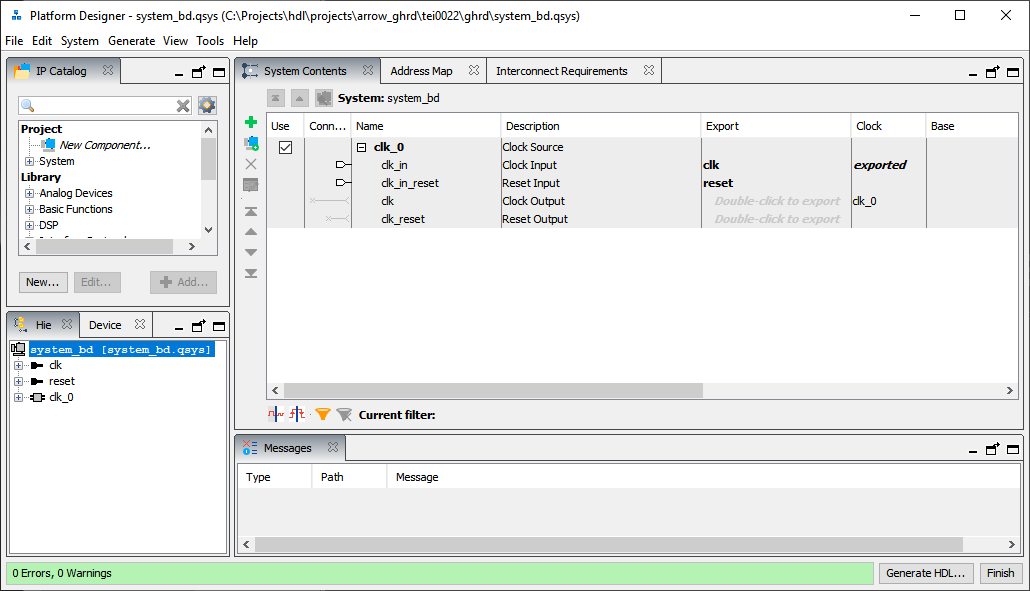 Platform Designer - system_bd.qsys (C:\Projects\hdl\projects\arrow_ghrd\tei0022\ghrd\system_bd.qsys)
File Edit System Generate View Tools Help
IP Catalog
Project
New Component...
System
Library
Analog Devices
Basic Functions
DSP
New... Edit... Add...
Hie Device
system_bd [system_bd.qsys]
clk
reset
clk_0
System Contents Address Map Interconnect Requirements
System: system_bd
Use Conn... Name Description Export Clock Base
clk_0 Clock Source
clk_in Clock Input clk exported
clk_in_reset Reset Input reset
clk Clock Output Double-click to export clk_0
clk_reset Reset Output Double-click to export
Current filter:
Messages
Type Path Message
0 Errors, 0 Warnings
Generate HDL... Finish